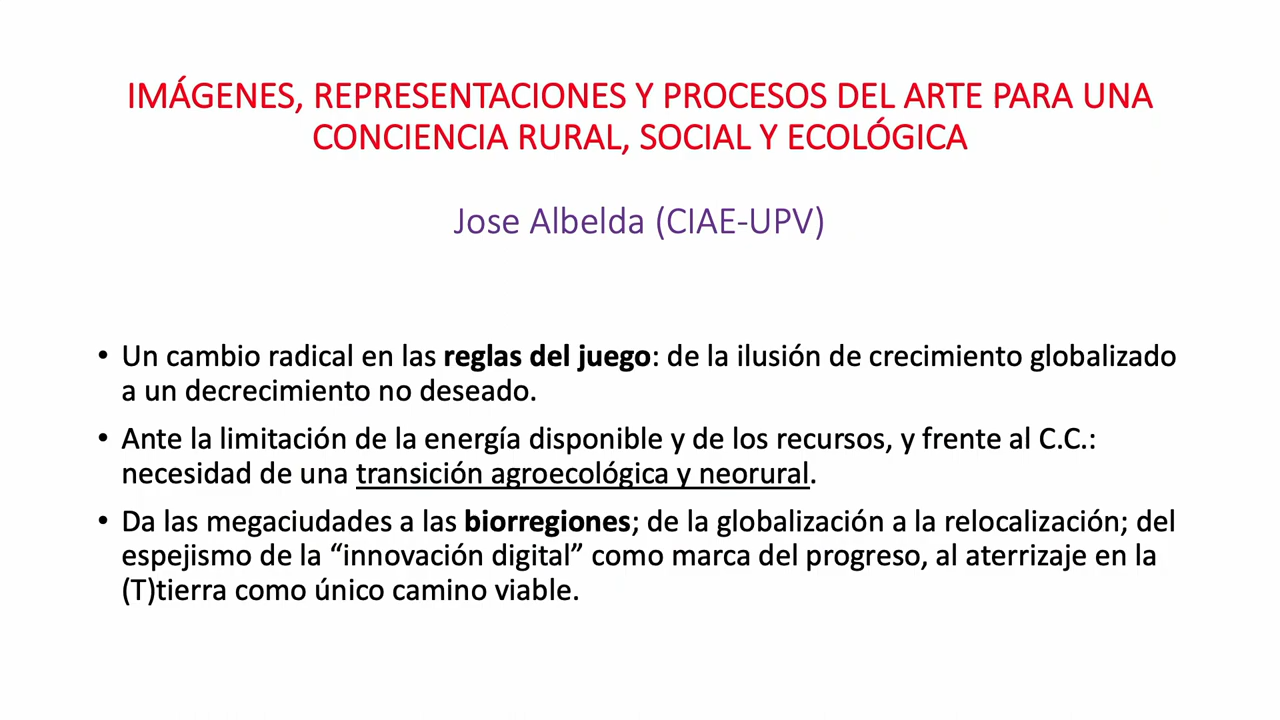 IMÁGENES, REPRESENTACIONES Y PROCESOS DEL ARTE PARA UNA
CONCIENCIA RURAL, SOCIAL Y ECOLÓGICA
Jose Albelda (CIAE-UPV)
• Un cambio radical en las reglas del juego: de la ilusión de crecimiento globalizado
a un decrecimiento no deseado.
• Ante la limitación de la energía disponible y de los recursos, y frente al C.C.:
necesidad de una transición agroecológica y neorural.
• Da las megaciudades a las biorregiones; de la globalización a la relocalización; del
espejismo de la “innovación digital” como marca del progreso, al aterrizaje en la
(T)tierra como único camino viable.